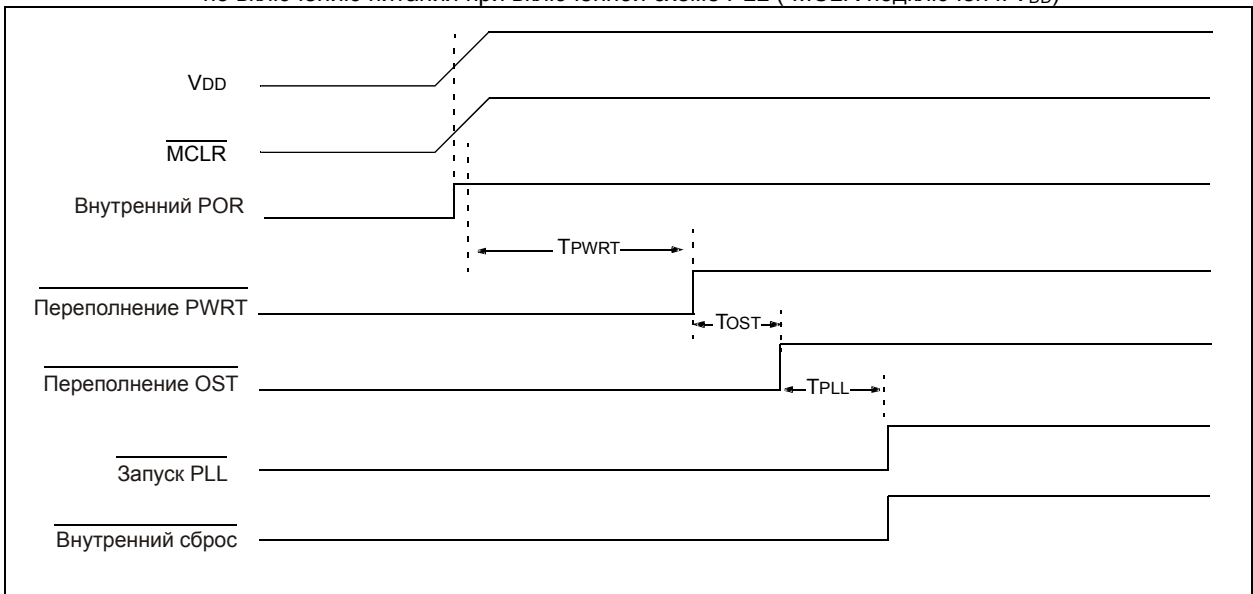 VDD
MCLR
Внутренний POR
TPWRT
Переполнение PWRT
TOST
Переполнение OST
TPLL
Запуск PLL
Внутренний сброс